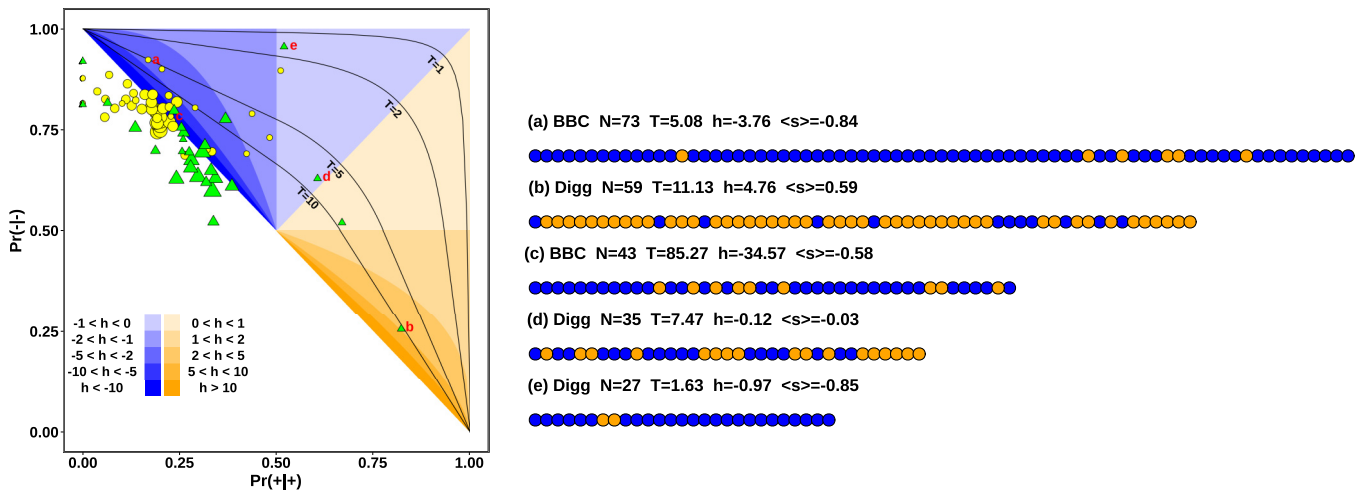 1.00
0.75
0.50
0.25
0.00
Pr(-|-)
0.00 0.25 0.50 0.75 1.00
Pr(+|+)
a
e
c
d
b
T=1
T=2
T=5
T=10
-1 < h < 0 0 < h < 1
-2 < h < -1 1 < h < 2
-5 < h < -2 2 < h < 5
-10 < h < -5 5 < h < 10
h < -10 h > 10
(a) BBC N=73 T=5.08 h=-3.76 <s>=-0.84
(b) Digg N=59 T=11.13 h=4.76 <s>=0.59
(c) BBC N=43 T=85.27 h=-34.57 <s>=-0.58
(d) Digg N=35 T=7.47 h=-0.12 <s>=-0.03
(e) Digg N=27 T=1.63 h=-0.97 <s>=-0.85